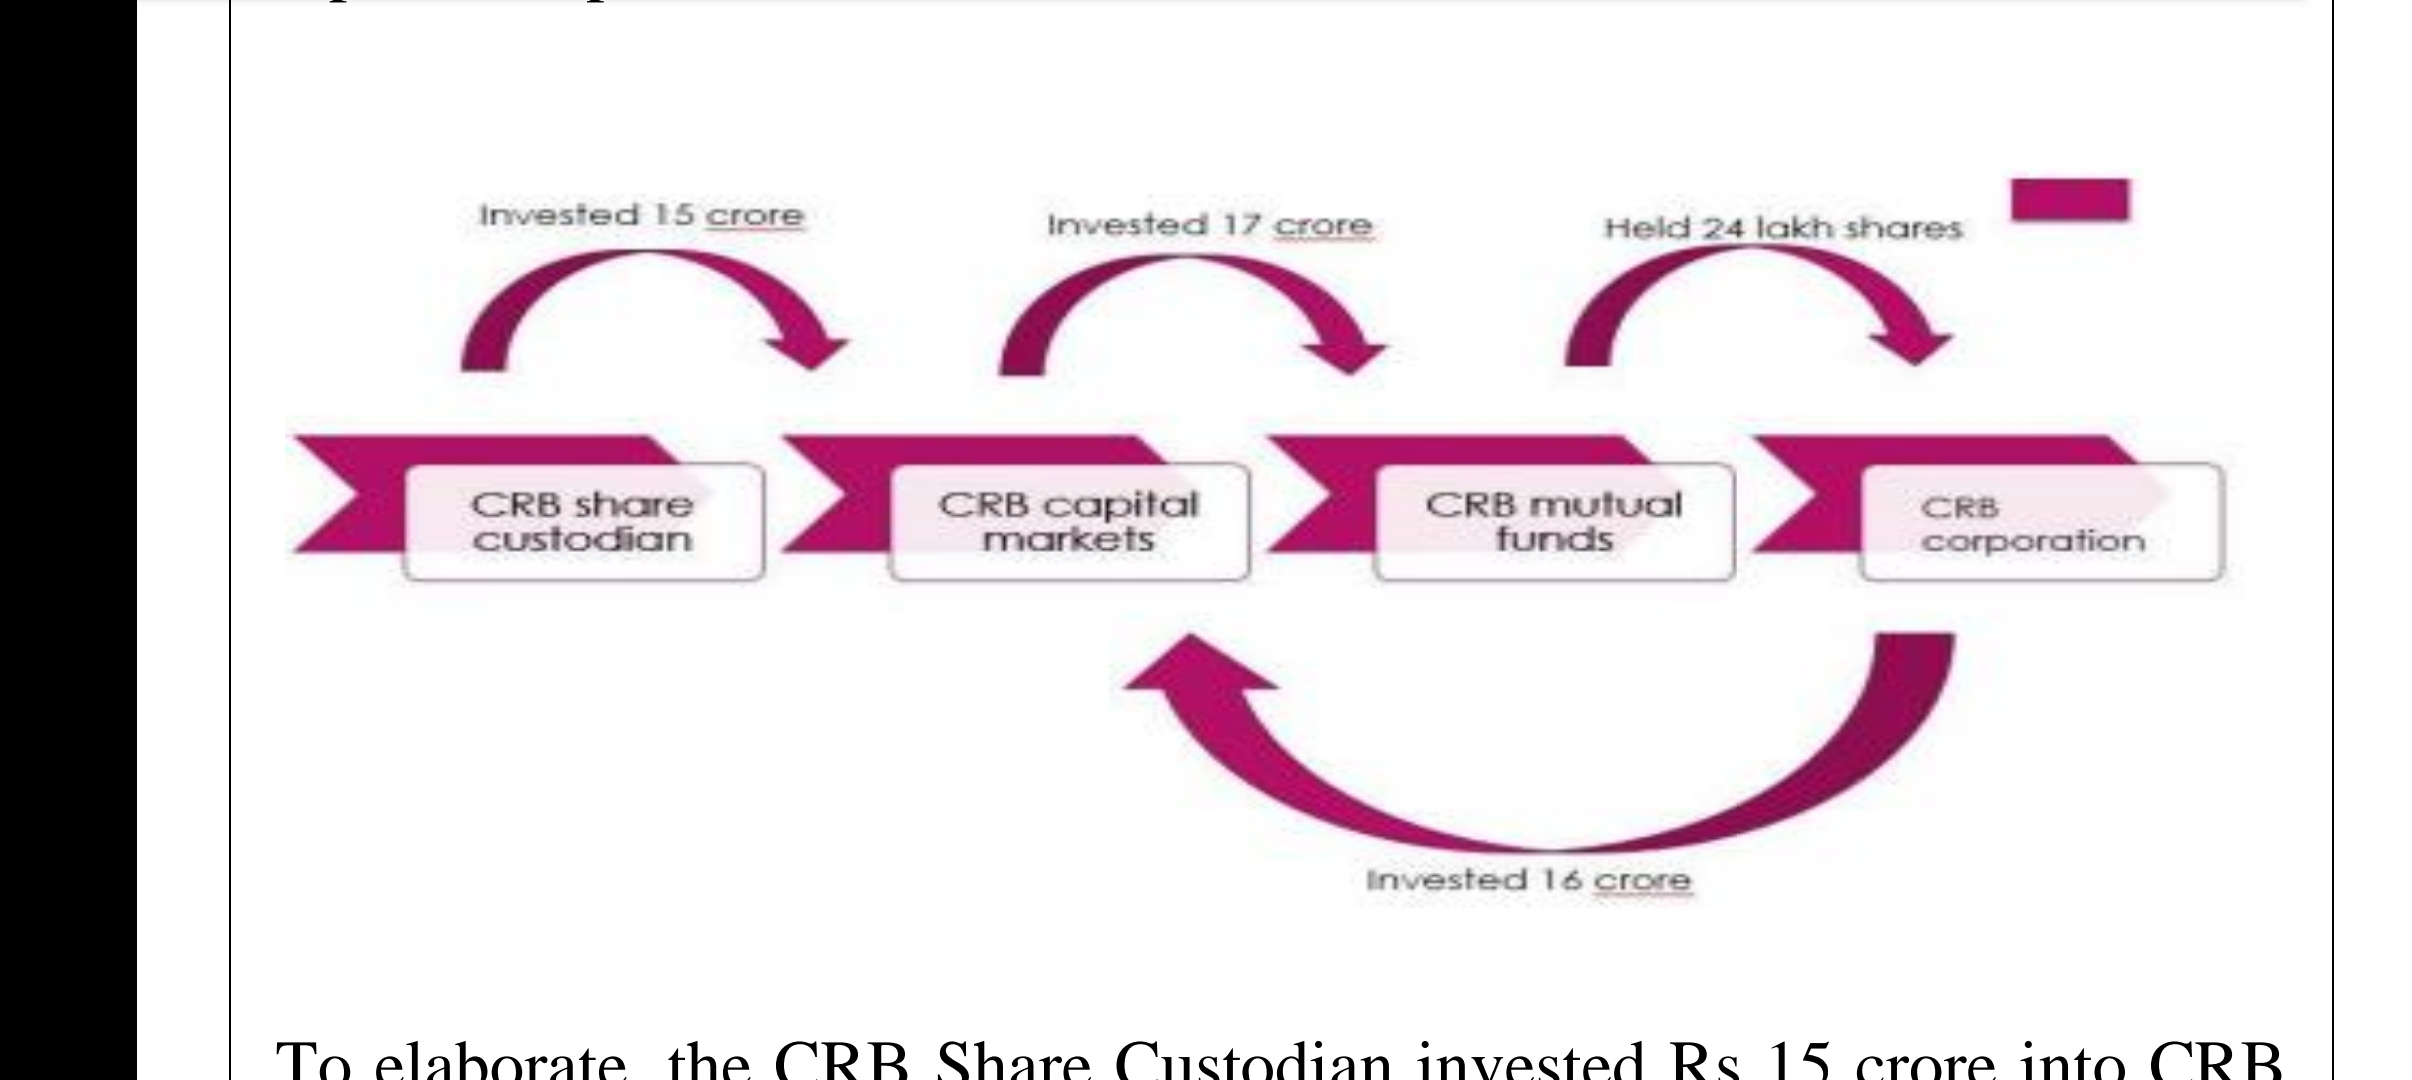 Invested 15 crore
Invested 17 crore
Held 24 lakh shares
CRB share
custodian
CRB capital
markets
CRB mutual
funds
CRB
corporation
Invested 16 crore
To elaborate, the CRB Share Custodian invested Rs 15 crore into CRB